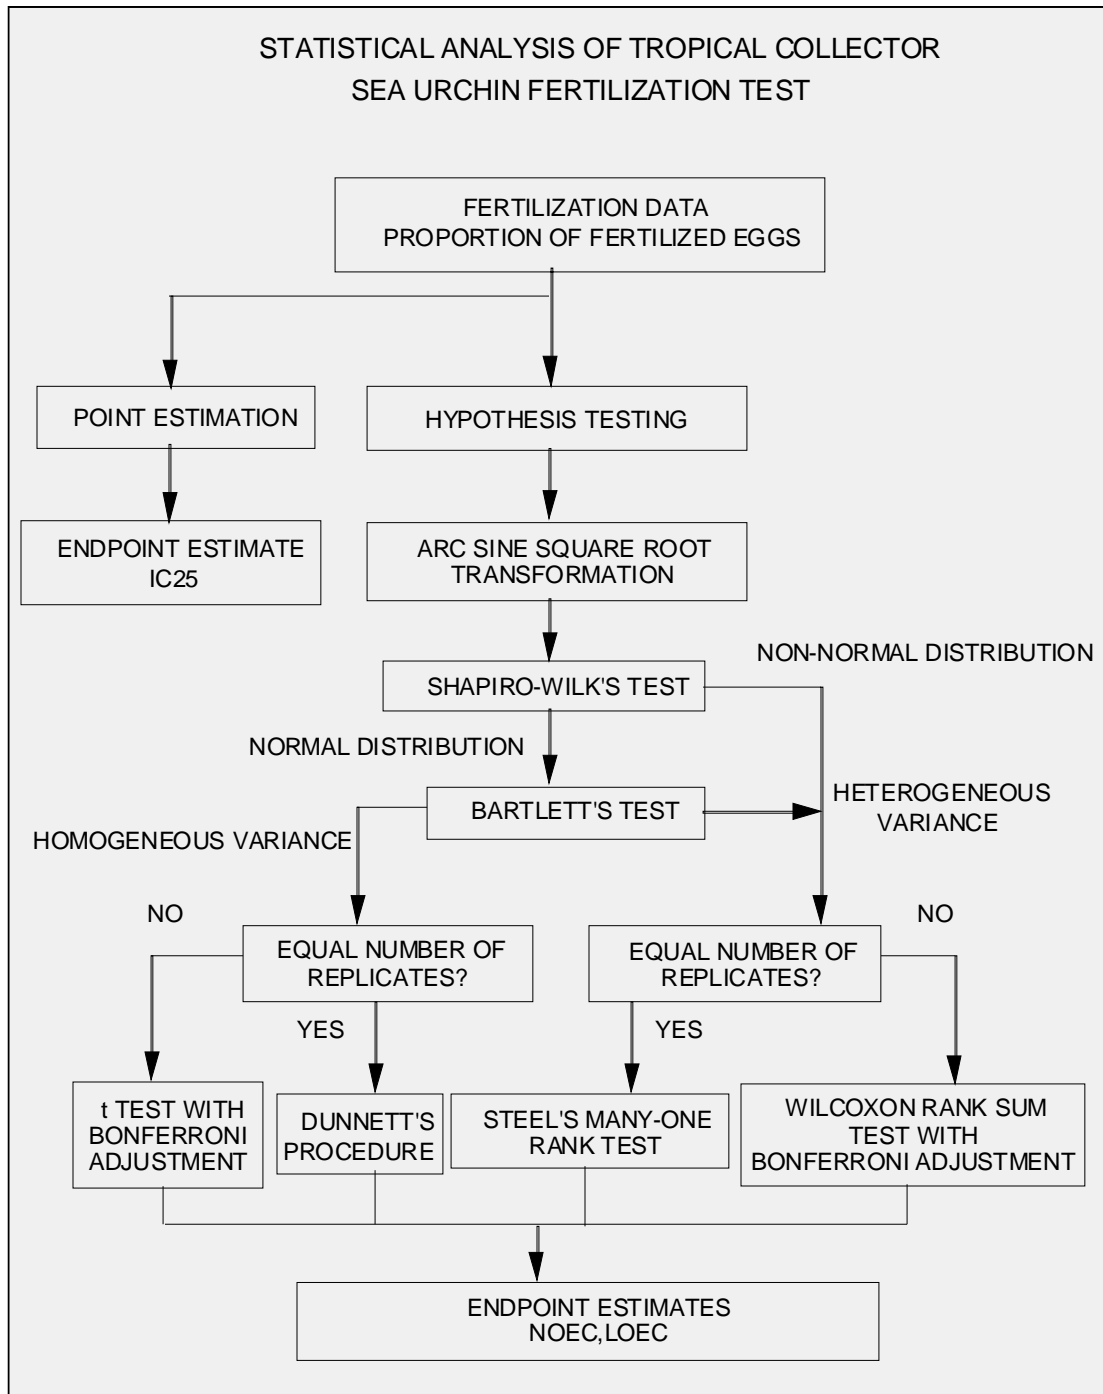 STATISTICAL ANALYSIS OF TROPICAL COLLECTOR
SEA URCHIN FERTILIZATION TEST
FERTILIZATION DATA
PROPORTION OF FERTILIZED EGGS
POINT ESTIMATION
HYPOTHESIS TESTING
ENDPOINT ESTIMATE
IC25
ARC SINE SQUARE ROOT
TRANSFORMATION
NON-NORMAL DISTRIBUTION
SHAPIRO-WILK'S TEST
NORMAL DISTRIBUTION
BARTLETT'S TEST
HETEROGENEOUS
VARIANCE
HOMOGENEOUS VARIANCE
NO
EQUAL NUMBER OF
REPLICATES?
EQUAL NUMBER OF
REPLICATES?
NO
YES
YES
t TEST WITH
BONFERRONI
ADJUSTMENT
DUNNETT'S
PROCEDURE
STEEL'S MANY-ONE
RANK TEST
WILCOXON RANK SUM
TEST WITH
BONFERRONI ADJUSTMENT
ENDPOINT ESTIMATES
NOEC,LOEC